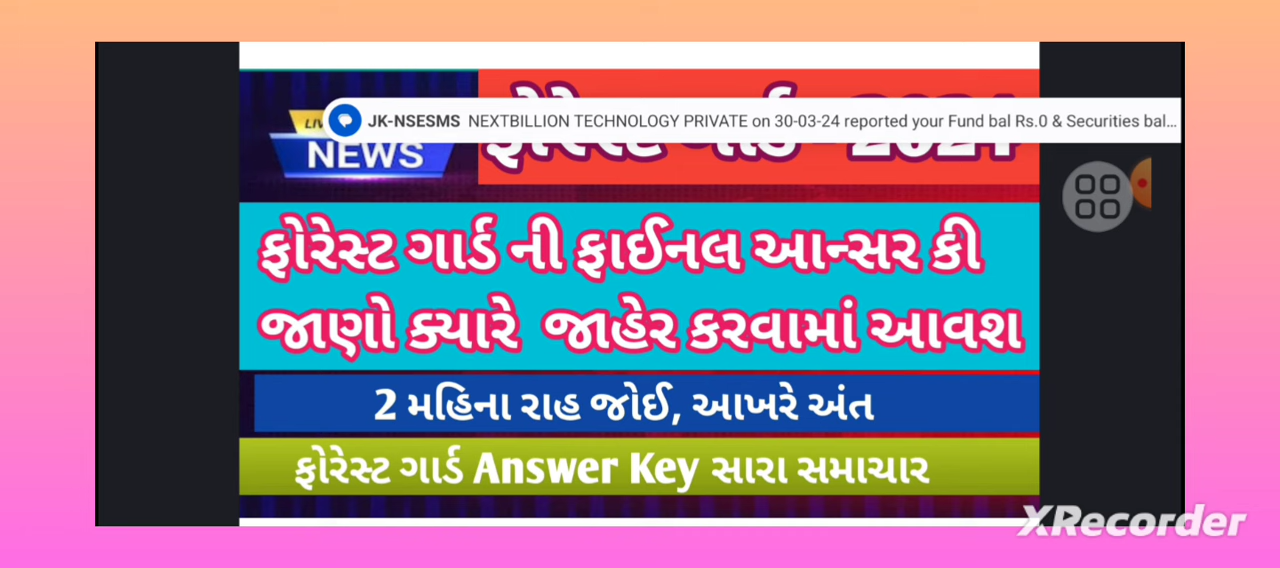 JK-NSESMS NEXTBILLION TECHNOLOGY PRIVATE on 30-03-24 reported your Fund bal Rs.0 & Securities bal...
NEWS
ફોરેસ્ટ ગાર્ડ ની ફાઈનલ આન્સર કી
જાણો ક્યારે જાહેર કરવામાં આવશ
2 મહિના રાહ જોઈ, આખરે અંત
ફોરેસ્ટ ગાર્ડ Answer Key સારા સમાચાર
XRecorder